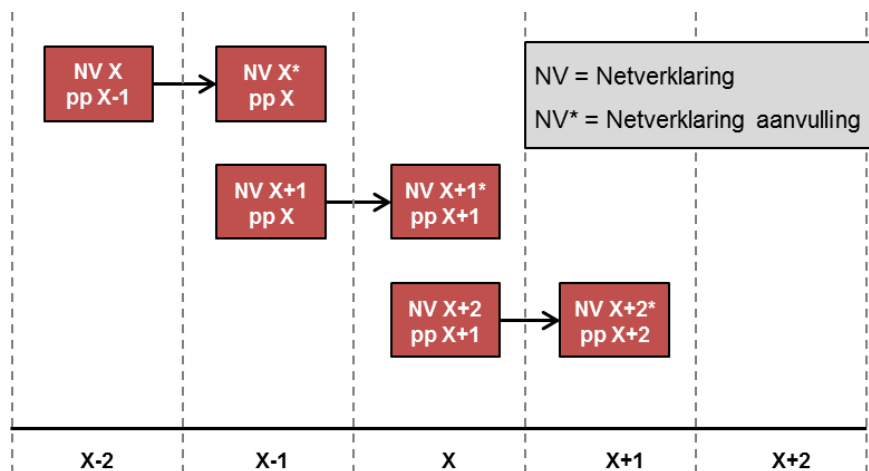 NV X
pp X-1
NV X*
pp X
NV = Netverklaring
NV* = Netverklaring aanvulling
NV X+1
pp X
NV X+1*
pp X+1
NV X+2
pp X+1
NV X+2*
pp X+2
X-2
X-1
X
X+1
X+2